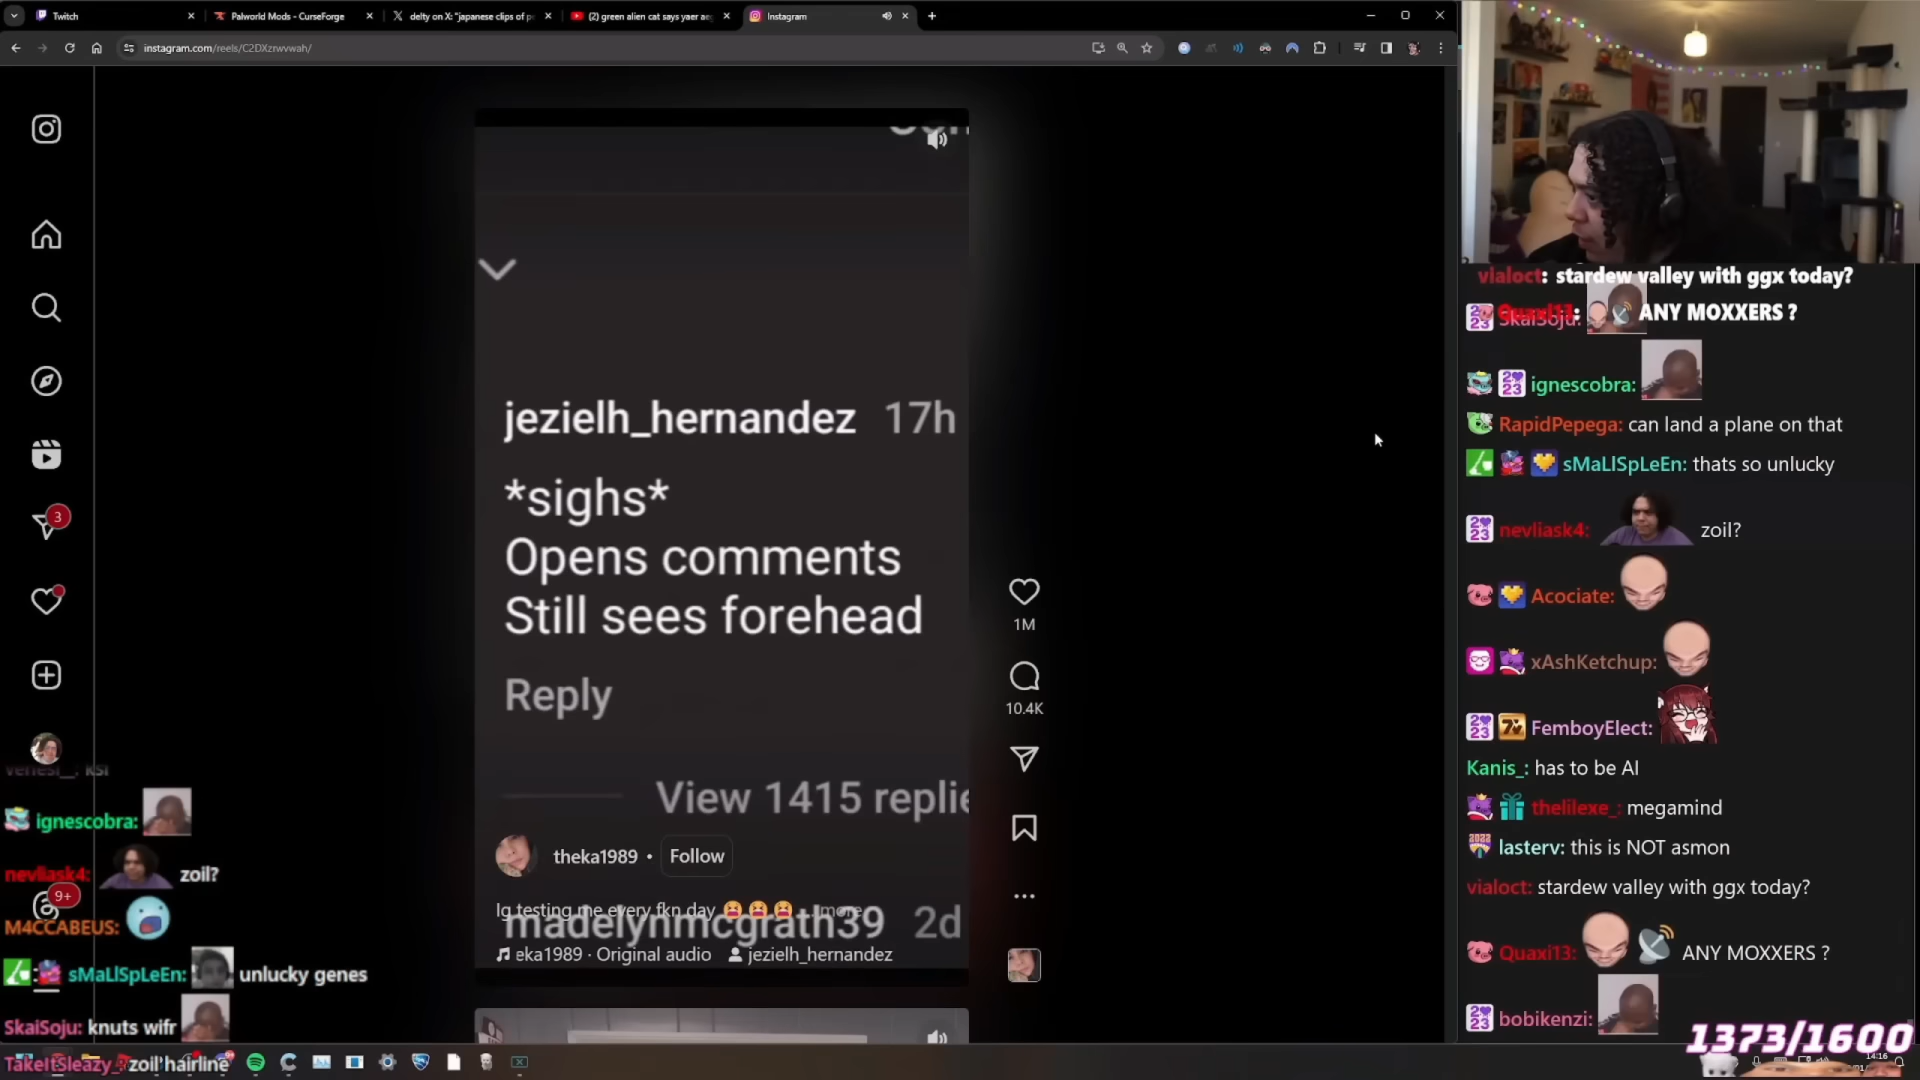 Twitch
Palworld Mods - CurseForge
delty on X: "japanese clips of p
(2) green alien cat says yaer ae
Instagram
instagram.com/reels/C2DXzrwvwah/
jezielh_hernandez 17h
*sighs*
Opens comments
Still sees forehead
Reply
View 1415 replie
theka1989 • Follow
Ig testing me every fkn day 😫😫😫 ... more
madelynmcgrath39 2d
eka1989 · Original audio jezielh_hernandez
1M
10.4K
3
9+
ignescobra:
nevliask4: zoil?
M4CCABEUS:
sMaLlSpLeEn: unlucky genes
SkaiSoju: knuts wifr
TakeItSleazy_: zoil hairline
vialoct: stardew valley with ggx today?
Quaxi13: ANY MOXXERS ?
SkaiSoju:
ignescobra:
RapidPepega: can land a plane on that
sMaLlSpLeEn: thats so unlucky
nevliask4: zoil?
Acociate:
xAshKetchup:
FemboyElect:
Kanis_: has to be AI
thelilexe_: megamind
lasterv: this is NOT asmon
vialoct: stardew valley with ggx today?
Quaxi13: ANY MOXXERS ?
bobikenzi:
1373/1600
14:16